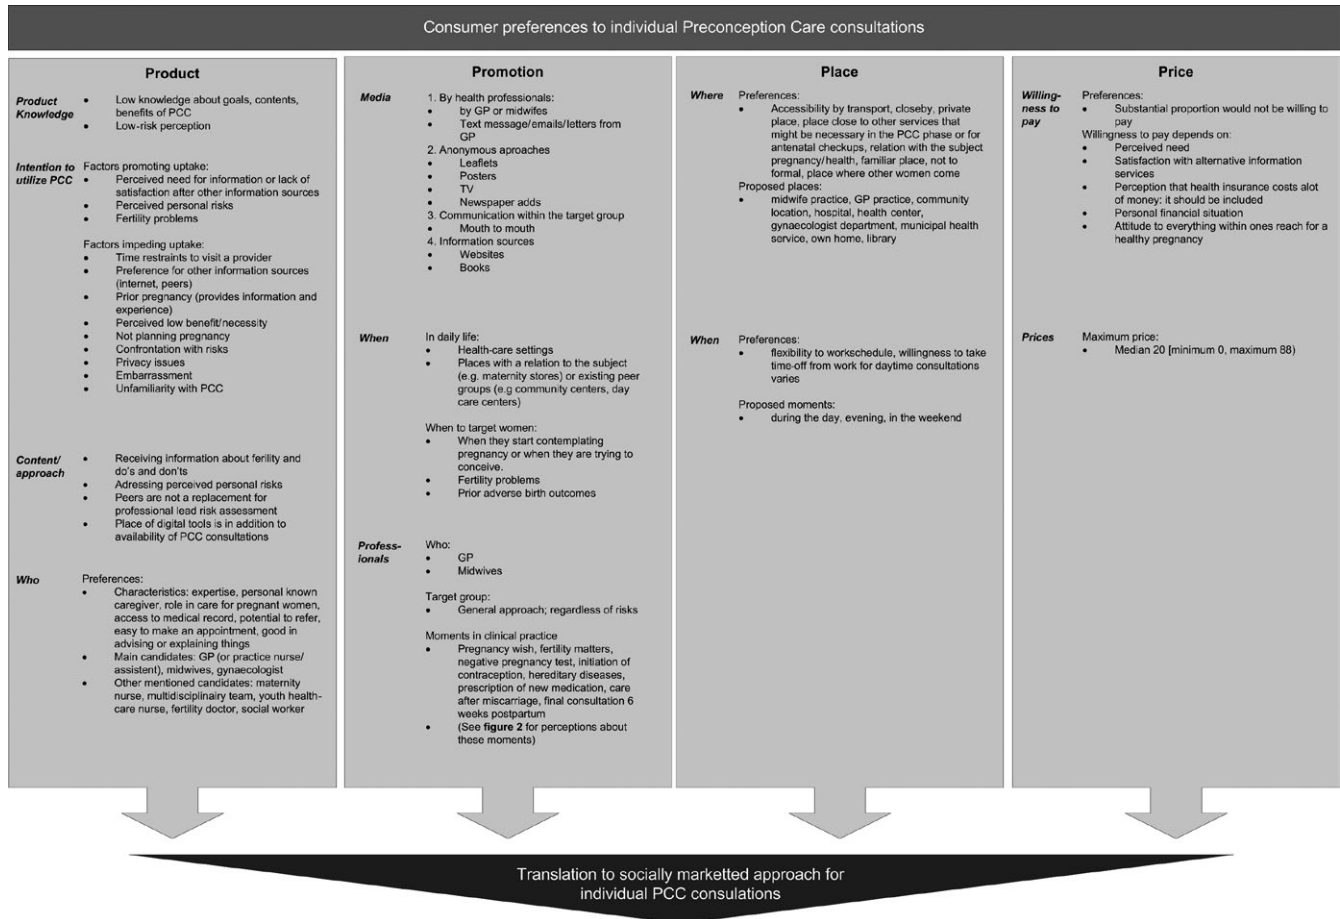 Consumer preferences to individual Preconception Care consultations
Product
Product
Knowledge
• Low knowledge about goals, contents,
benefits of PCC
• Low-risk perception
Intention to
utilize PCC
Factors promoting uptake:
• Perceived need for information or lack of
satisfaction after other information sources
• Perceived personal risks
• Fertility problems
Factors impeding uptake:
• Time restraints to visit a provider
• Preference for other information sources
(internet, peers)
• Prior pregnancy (provides information and
experience)
• Perceived low benefit/necessity
• Not planning pregnancy
• Confrontation with risks
• Privacy issues
• Embarrassment
• Unfamiliarity with PCC
Content/
approach
• Receiving information about ferility and
do's and don'ts
• Adressing perceived personal risks
• Peers are not a replacement for
professional lead risk assessment
• Place of digital tools is in addition to
availability of PCC consultations
Who
Preferences:
• Characteristics: expertise, personal known
caregiver, role in care for pregnant women,
access to medical record, potential to refer,
easy to make an appointment, good in
advising or explaining things
• Main candidates: GP (or practice nurse/
assistent), midwives, gynaecologist
• Other mentioned candidates: maternity
nurse, multidisciplinairy team, youth health-
care nurse, fertility doctor, social worker
Promotion
Media
1. By health professionals:
• by GP or midwifes
• Text message/emails/letters from
GP
2. Anonymous aproaches
• Leaflets
• Posters
• TV
• Newspaper adds
3. Communication within the target group
• Mouth to mouth
4. Information sources
• Websites
• Books
When
In daily life:
• Health-care settings
• Places with a relation to the subject
(e.g. maternity stores) or existing peer
groups (e.g community centers, day
care centers)
When to target women:
• When they start contemplating
pregnancy or when they are trying to
conceive.
• Fertility problems
• Prior adverse birth outcomes
Profess-
ionals
Who:
• GP
• Midwives
Target group:
• General approach; regardless of risks
Moments in clinical practice
• Pregnancy wish, fertility matters,
negative pregnancy test, initiation of
contraception, hereditary diseases,
prescription of new medication, care
after miscarriage, final consultation 6
weeks postpartum
• (See figure 2 for perceptions about
these moments)
Place
Where
Preferences:
• Accessibility by transport, closeby, private
place, place close to other services that
might be necessary in the PCC phase or for
antenatal checkups, relation with the subject
pregnancy/health, familiar place, not to
formal, place where other women come
Proposed places:
• midwife practice, GP practice, community
location, hospital, health center,
gynaecologist department, municipal health
service, own home, library
When
Preferences:
• flexibility to workschedule, willingness to take
time-off from work for daytime consultations
varies
Proposed moments:
• during the day, evening, in the weekend
Price
Willing-
ness to
pay
Preferences:
• Substantial proportion would not be willing to
pay
Willingness to pay depends on:
• Perceived need
• Satisfaction with alternative information
services
• Perception that health insurance costs alot
of money: it should be included
• Personal financial situation
• Attitude to everything within ones reach for a
healthy pregnancy
Prices
Maximum price:
• Median 20 [minimum 0, maximum 88)
Translation to socially marketted approach for
individual PCC consulations